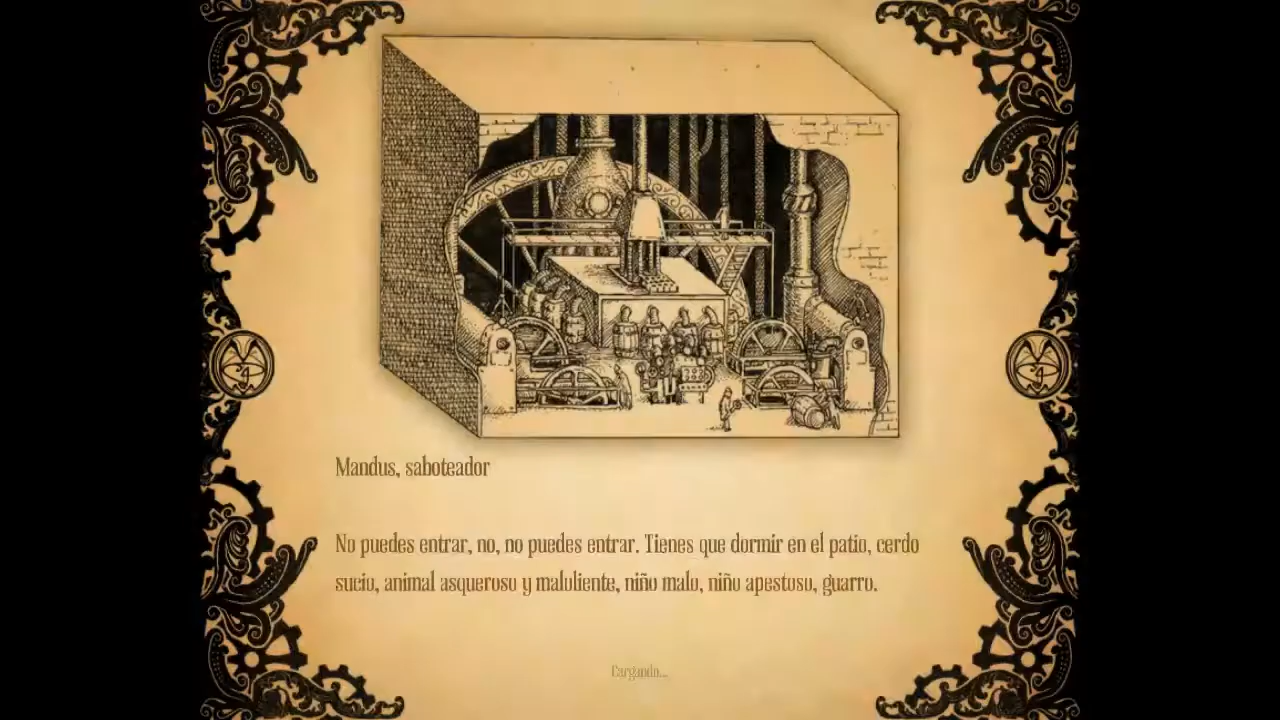 Mandus, saboteador
No puedes entrar, no, no puedes entrar. Tienes que dormir en el patio, cerdo
sucio, animal asqueroso y maloliente, niño malo, niño apestoso, guarro.
Cargando...